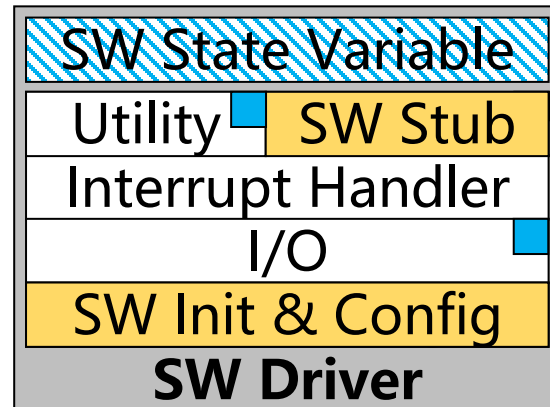 SW State Variable
Utility SW Stub
Interrupt Handler
I/O
SW Init & Config
SW Driver